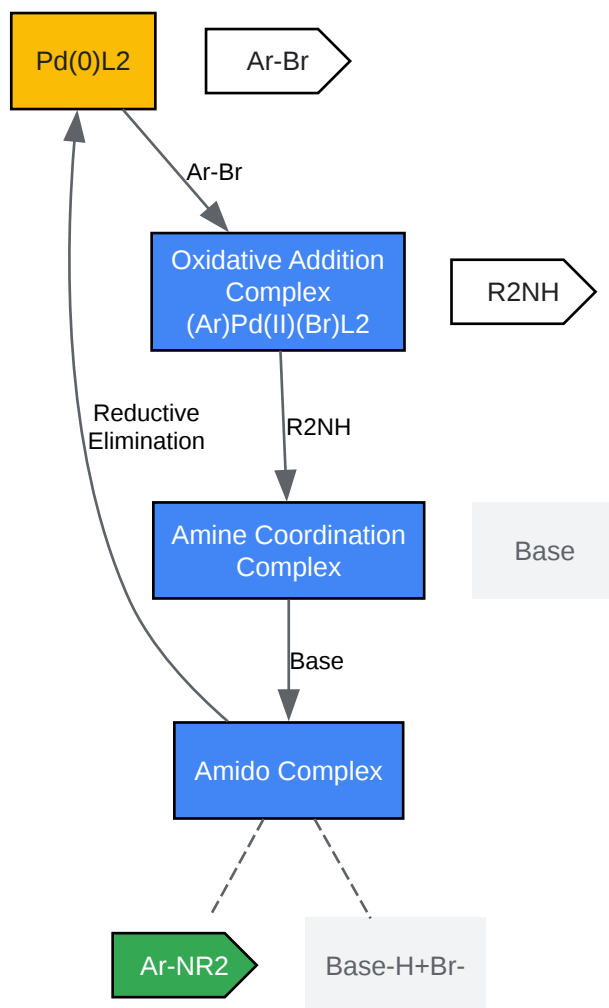 Pd(0)L2
Ar-Br
Ar-Br
Oxidative Addition
Complex
(Ar)Pd(II)(Br)L2
R2NH
Reductive
Elimination
R2NH
Amine Coordination
Complex
Base
Base
Amido Complex
Ar-NR2
Base-H+Br-